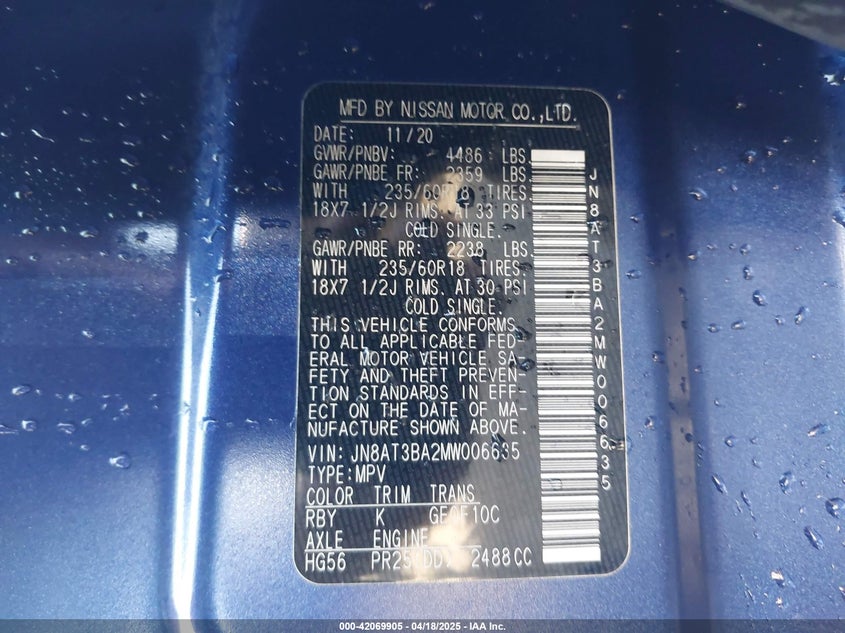 MFD BY NISSAN MOTOR CO.,LTD.
DATE: 11/20
GVWR/PNBV: 4486 LBS.
GAWR/PNBE FR: 2359 LBS.
WITH 235/60R18 TIRES.
18X7 1/2J RIMS. AT 33 PSI
COLD SINGLE.
GAWR/PNBE RR: 2238 LBS.
WITH 235/60R18 TIRES.
18X7 1/2J RIMS. AT 30 PSI
COLD SINGLE.
THIS VEHICLE CONFORMS
TO ALL APPLICABLE FED-
ERAL MOTOR VEHICLE SA-
FETY AND THEFT PREVEN-
TION STANDARDS IN EFF-
ECT ON THE DATE OF MA-
NUFACTURE SHOWN ABOVE.
VIN: JN8AT3BA2MW006635
TYPE:MPV
COLOR TRIM TRANS
RBY K
AXLE ENGINE
HG56 2488CC
JN8AT3BA2MW006635
000-42069905 - 04/18/2025 - IAA Inc.